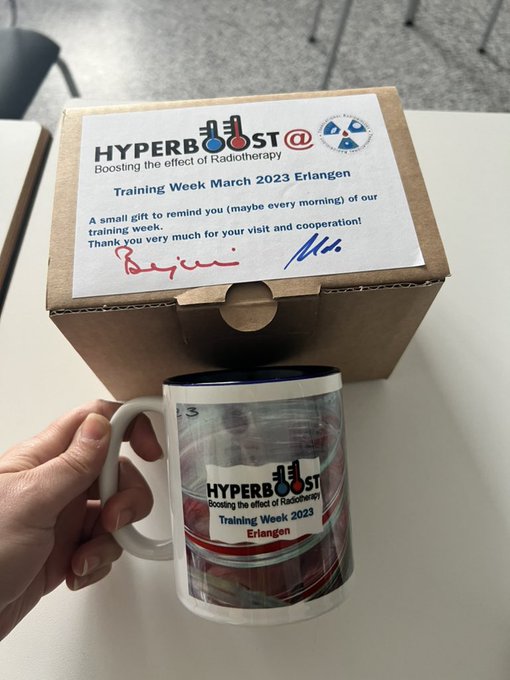 HYPERBOOST @
Boosting the effect of Radiotherapy
Training Week March 2023 Erlangen
A small gift to remind you (maybe every morning) of our
training week.
Thank you very much for your visit and cooperation!
23
HYPERBOOST
Boosting the effect of Radiotherapy
Training Week 2023
Erlangen